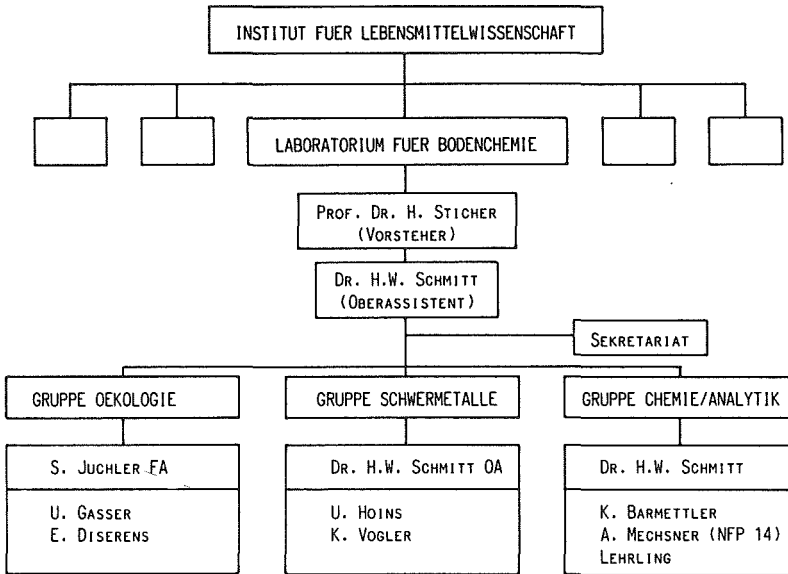 INSTITUT FUER LEBENSMITTELWISSENSCHAFT
LABORATORIUM FUER BODENCHEMIE
PROF. DR. H. STICHER
(VORSTEHER)
DR. H.W. SCHMITT
(OBERASSISTENT)
SEKRETARIAT
GRUPPE OEKOLOGIE
GRUPPE SCHWERMETALLE
GRUPPE CHEMIE/ANALYTIK
S. JUCHLER FA
U. GASSER
E. DISERENS
DR. H.W. SCHMITT OA
U. HOINS
K. VOGLER
DR. H.W. SCHMITT
K. BARMETTLER
A. MECHSNER (NFP 14)
LEHRLING